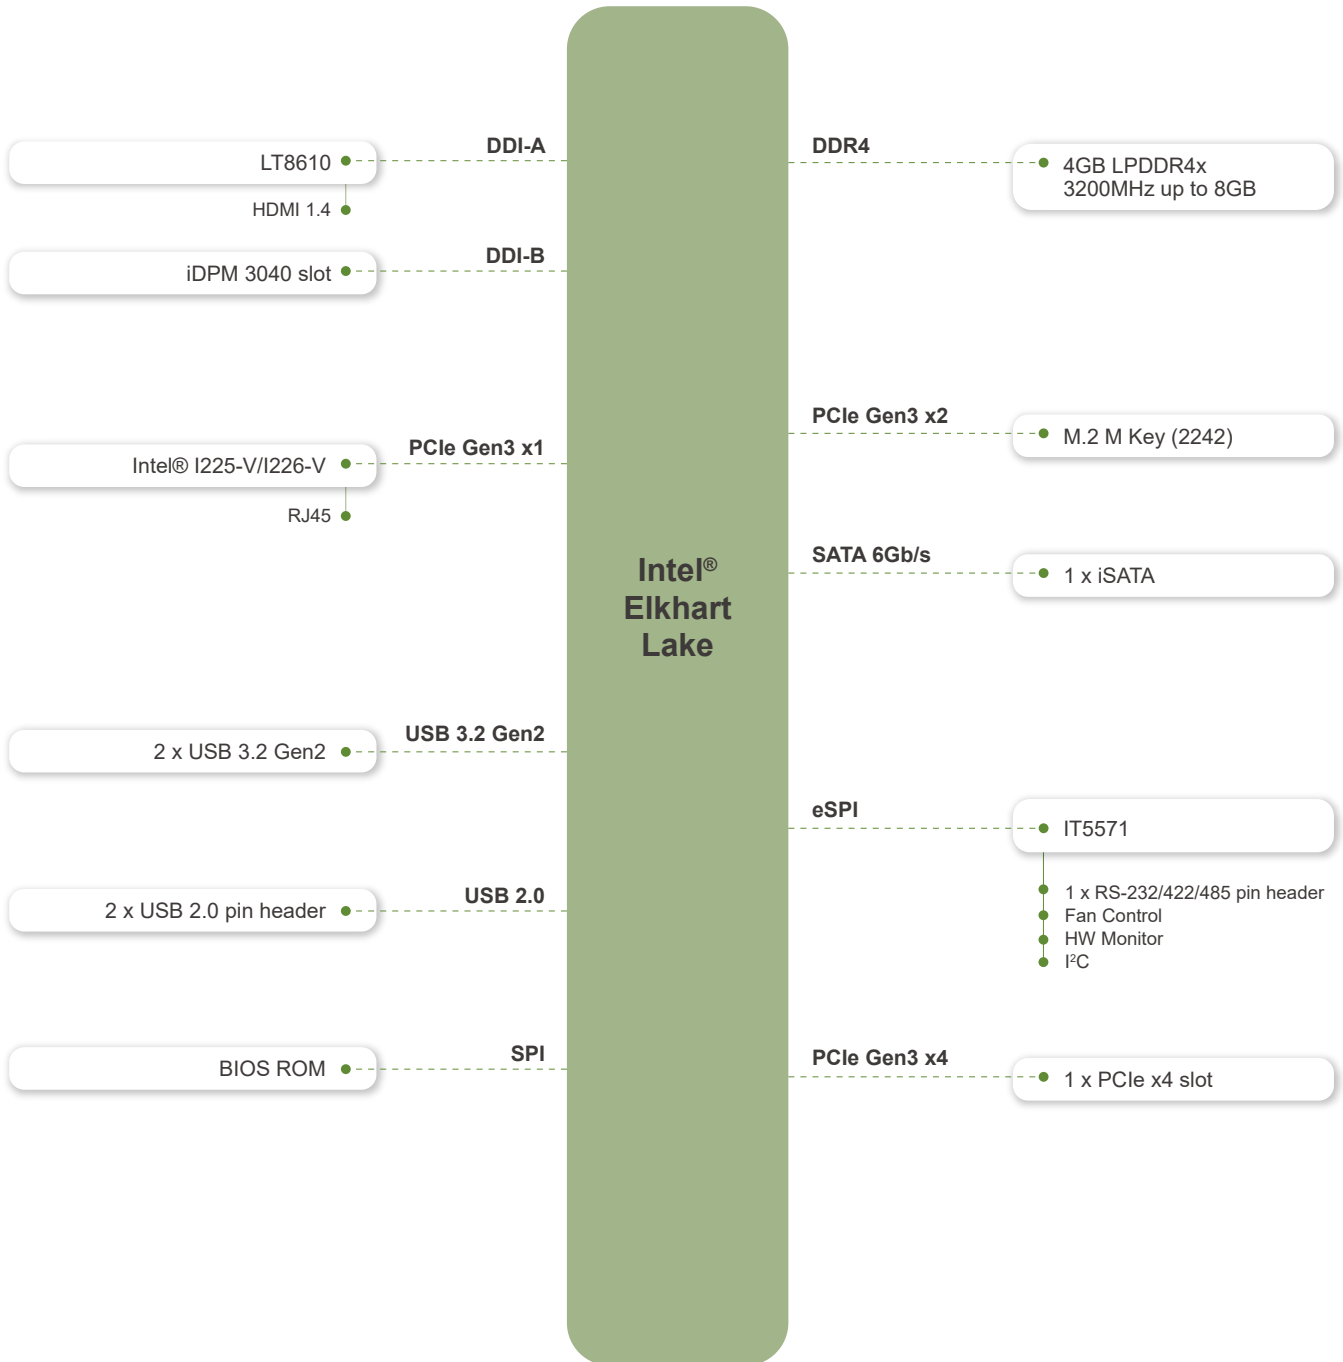 DDI-A
LT8610
HDMI 1.4
DDI-B
iDPM 3040 slot
PCIe Gen3 x1
Intel® I225-V/I226-V
RJ45
USB 3.2 Gen2
2 x USB 3.2 Gen2
USB 2.0
2 x USB 2.0 pin header
SPI
BIOS ROM
Intel®
Elkhart
Lake
DDR4
4GB LPDDR4x
3200MHz up to 8GB
PCIe Gen3 x2
M.2 M Key (2242)
SATA 6Gb/s
1 x iSATA
eSPI
IT5571
1 x RS-232/422/485 pin header
Fan Control
HW Monitor
I²C
PCIe Gen3 x4
1 x PCIe x4 slot